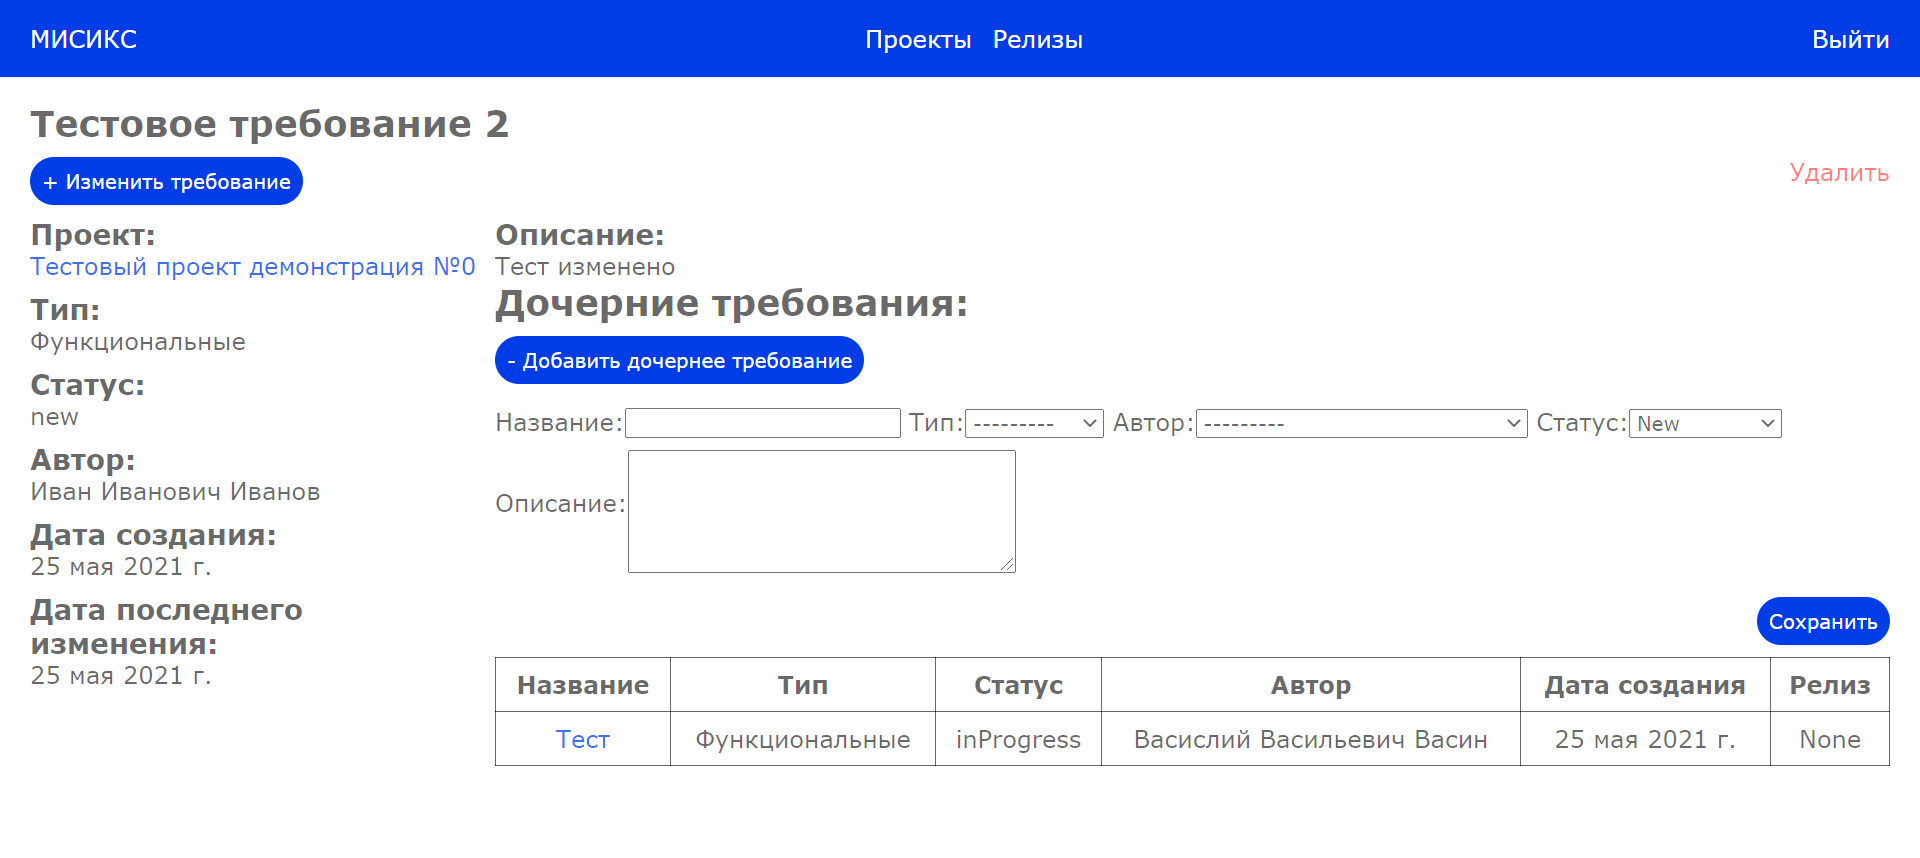 МИСИКС
Проекты Релизы
Выйти
Тестовое требование 2
+ Изменить требование
Удалить
Проект:
Тестовый проект демонстрация №0
Тип:
Функциональные
Статус:
new
Автор:
Иван Иванович Иванов
Дата создания:
25 мая 2021 г.
Дата последнего
изменения:
25 мая 2021 г.
Описание:
Тест изменено
Дочерние требования:
- Добавить дочернее требование
Название: Тип: --------- Автор: --------- Статус: New
Описание:
Сохранить
Название Тип Статус Автор Дата создания Релиз
Тест Функциональные inProgress Васислий Васильевич Васин 25 мая 2021 г. None